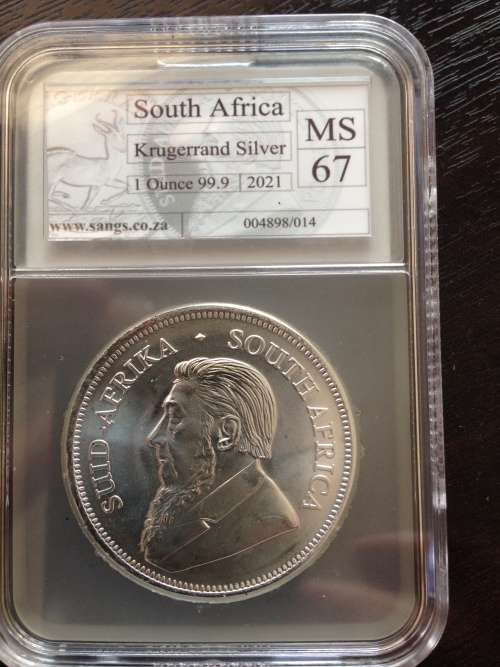 South Africa
Krugerrand Silver
1 Ounce 99.9 2021
MS
67
www.sangs.co.za 004898/014
SUID-AFRIKA · SOUTH AFRICA